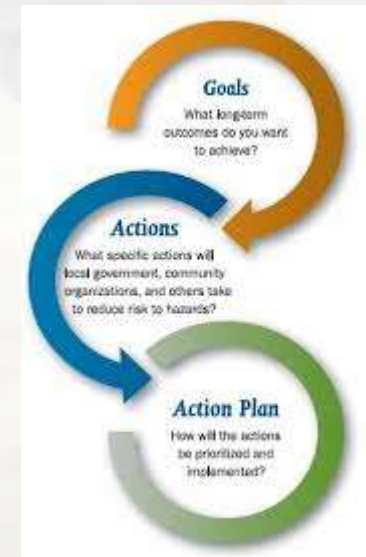 Goals
What long-term
outcomes do you want
to achieve?
Actions
What specific actions will
local government, community
organizations, and others take
to reduce risk to hazards?
Action Plan
How will the actions
be prioritized and
implemented?